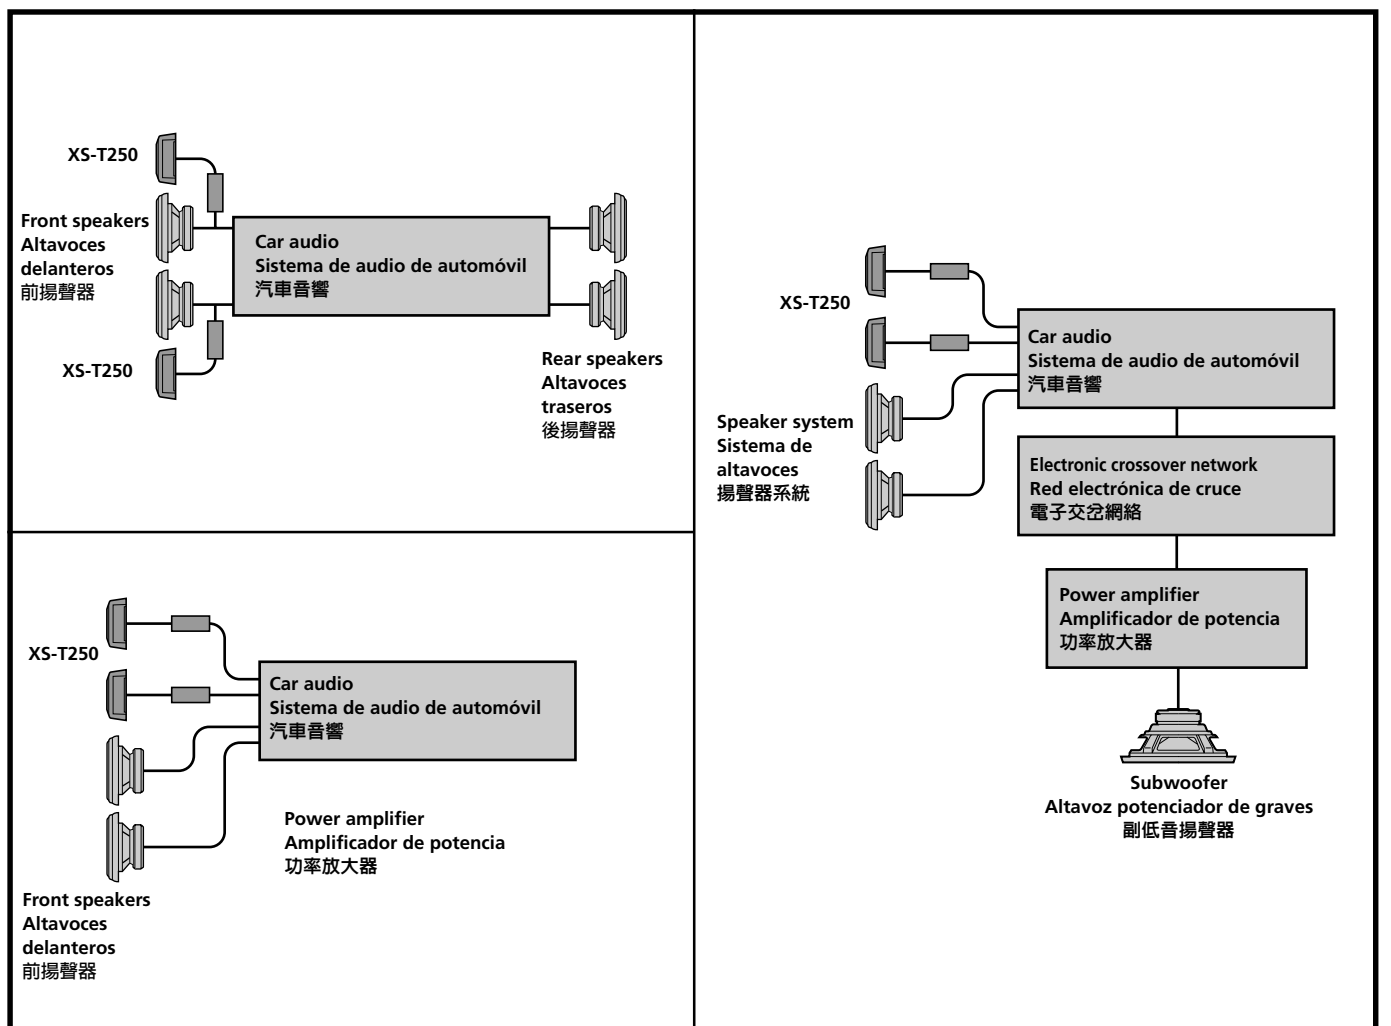 XS-T250
Front speakers
Altavoces
delanteros
前揚聲器
XS-T250
Car audio
Sistema de audio de automóvil
汽車音響
Rear speakers
Altavoces
traseros
後揚聲器
XS-T250
Car audio
Sistema de audio de automóvil
汽車音響
Power amplifier
Amplificador de potencia
功率放大器
Front speakers
Altavoces
delanteros
前揚聲器
XS-T250
Speaker system
Sistema de
altavoces
揚聲器系統
Car audio
Sistema de audio de automóvil
汽車音響
Electronic crossover network
Red electrónica de cruce
電子交岔網絡
Power amplifier
Amplificador de potencia
功率放大器
Subwoofer
Altavoz potenciador de graves
副低音揚聲器